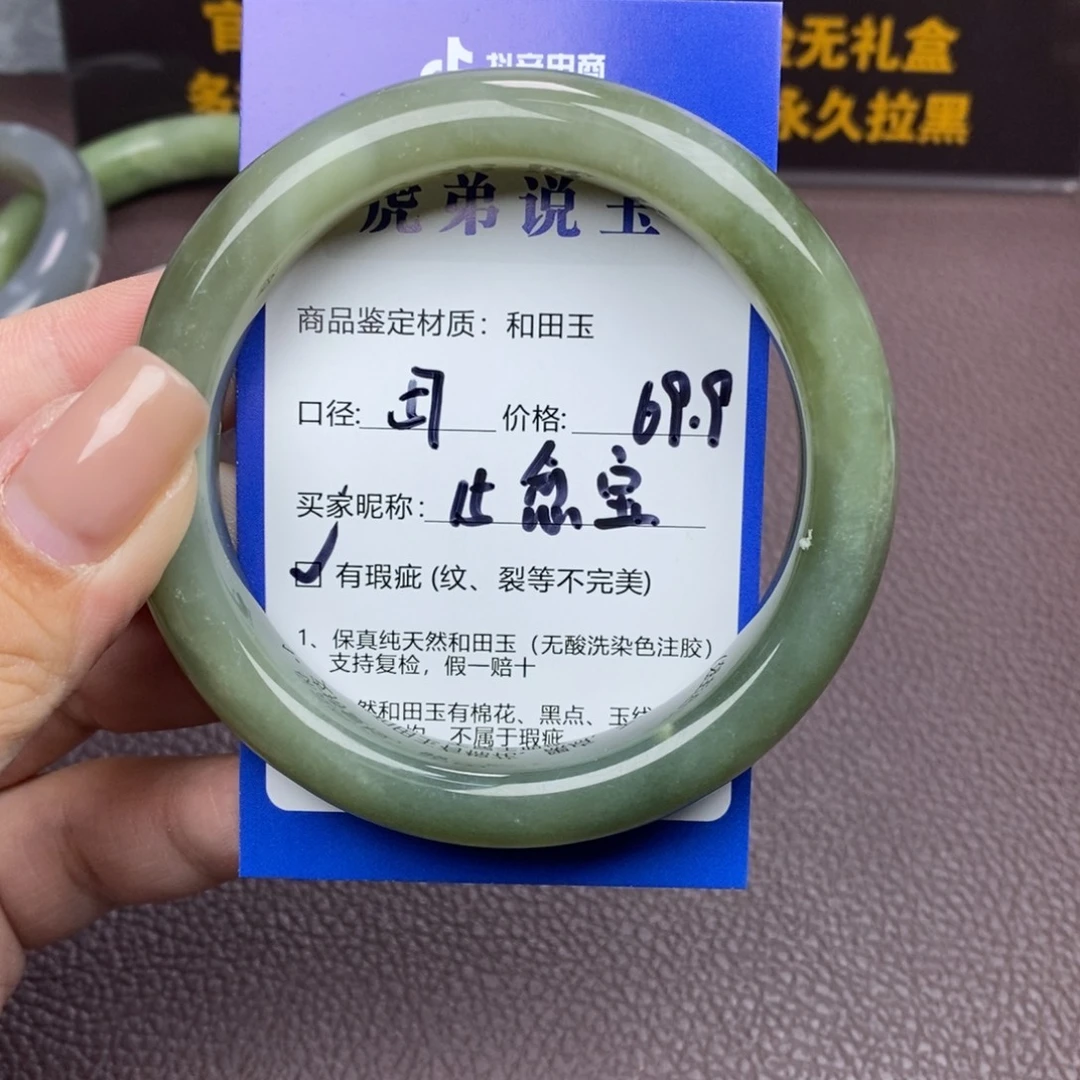 官
验无礼盒
永久拉黑
抖音电商
虎弟说玉
商品鉴定材质：和田玉
口径: 价格: 69.9
买家昵称：
有瑕疵 (纹、裂等不完美)
1、保真纯天然和田玉（无酸洗染色注胶）
支持复检，假一赔十
然和田玉有棉花、黑点、玉线
不属于瑕疵